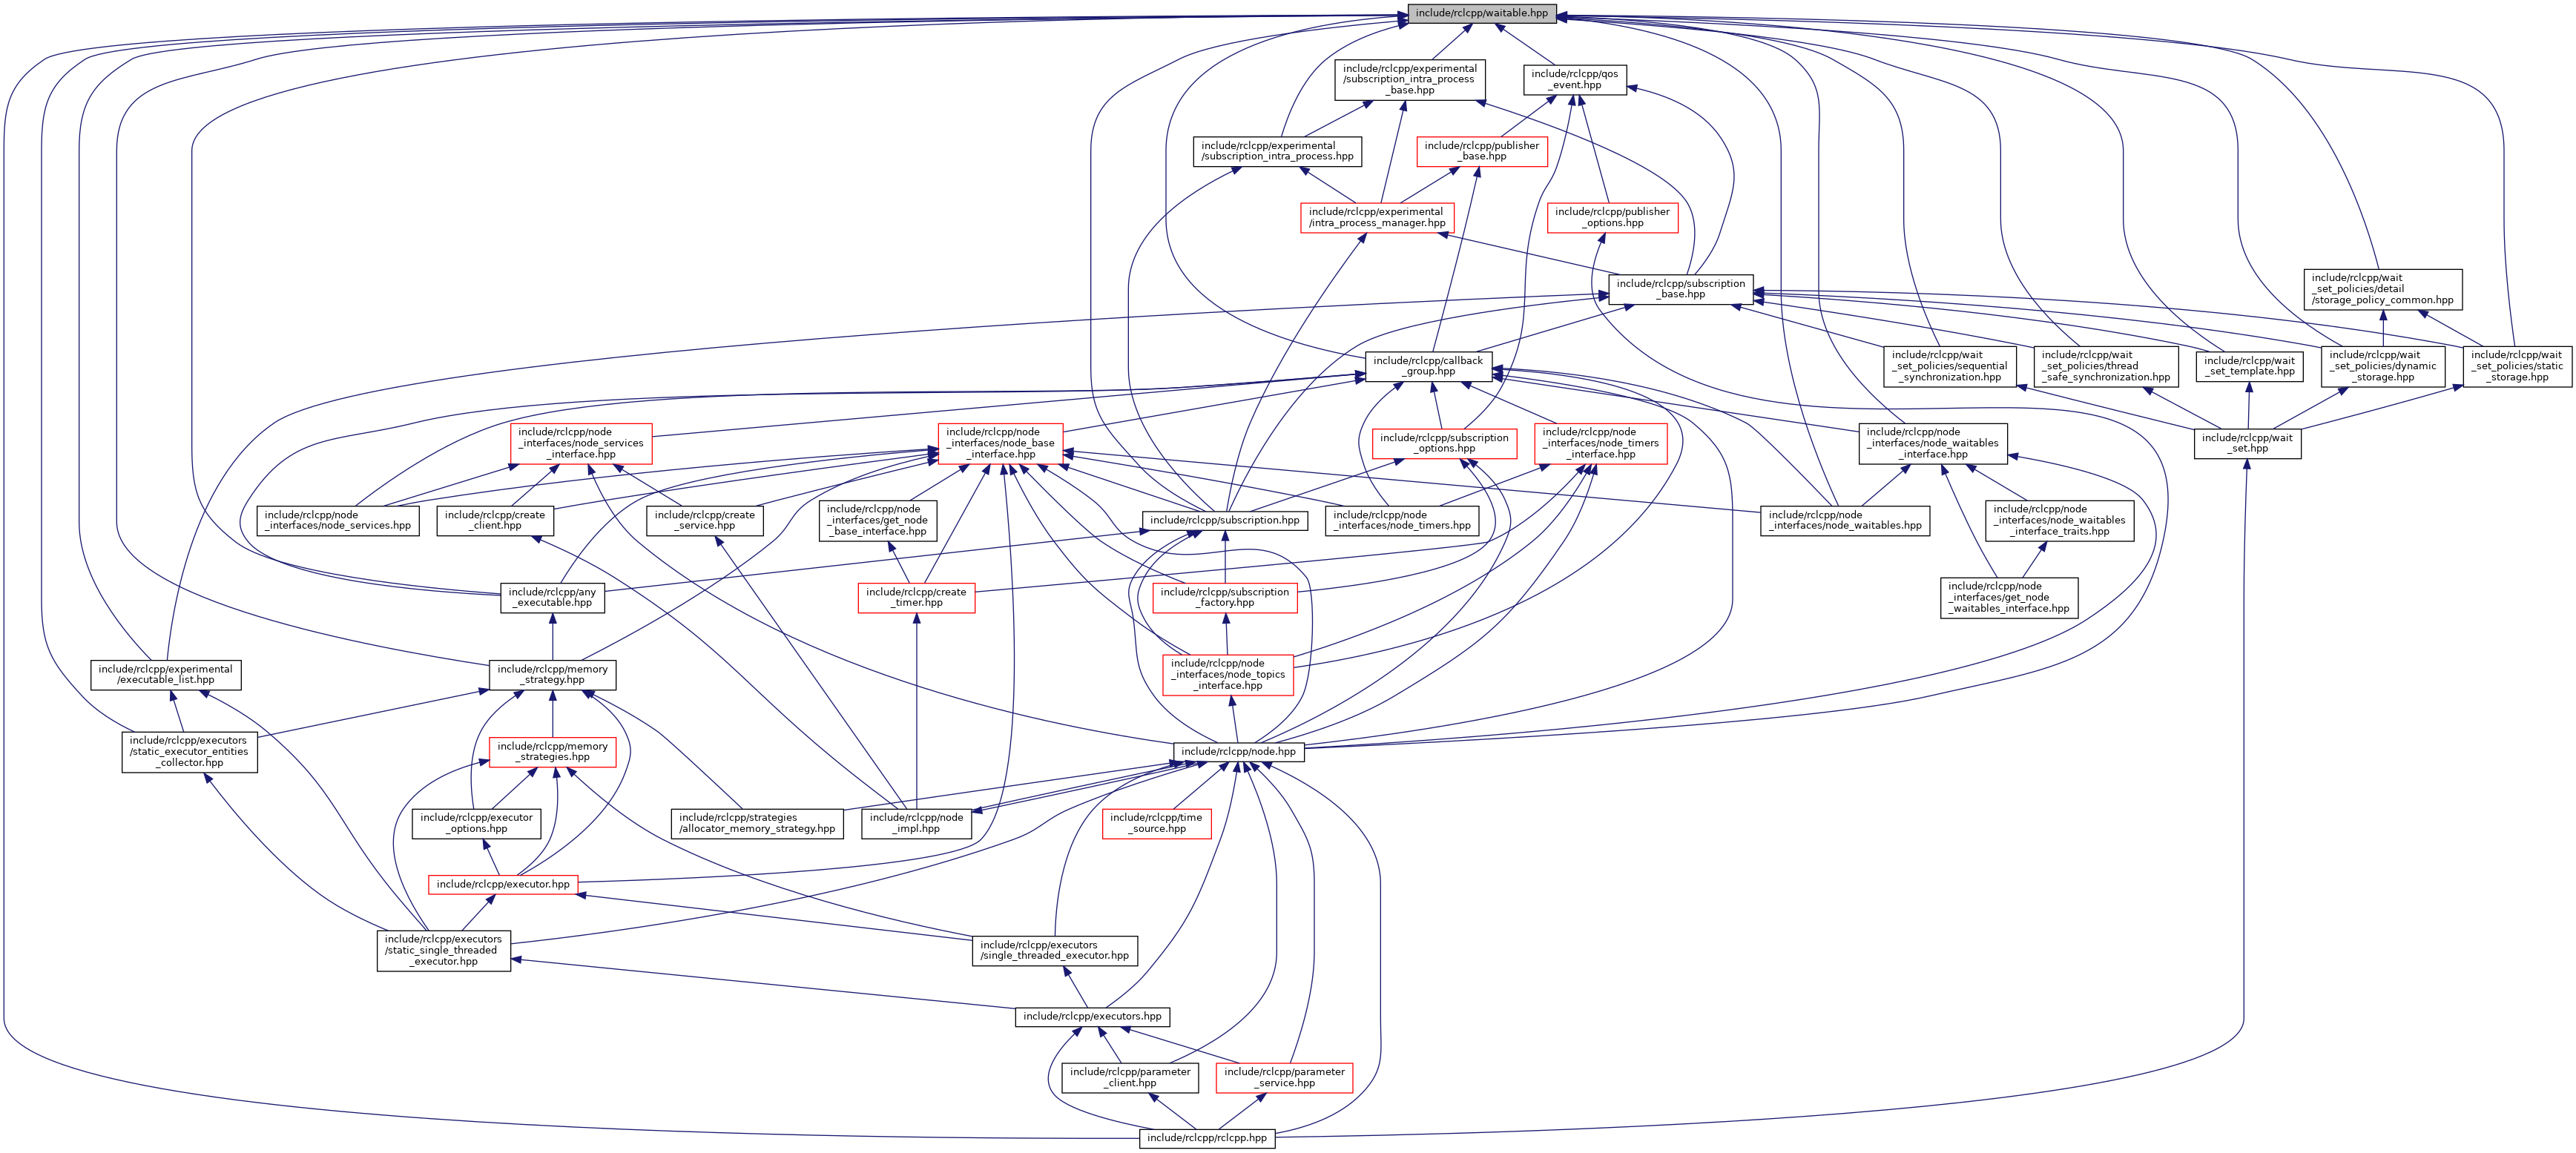 include/rclcpp/waitable.hpp
include/rclcpp/experimental
/subscription_intra_process
_base.hpp
include/rclcpp/qos
_event.hpp
include/rclcpp/experimental
/subscription_intra_process.hpp
include/rclcpp/publisher
_base.hpp
include/rclcpp/experimental
/intra_process_manager.hpp
include/rclcpp/publisher
_options.hpp
include/rclcpp/subscription
_base.hpp
include/rclcpp/wait
_set_policies/detail
/storage_policy_common.hpp
include/rclcpp/callback
_group.hpp
include/rclcpp/wait
_set_policies/sequential
_synchronization.hpp
include/rclcpp/wait
_set_policies/thread
_safe_synchronization.hpp
include/rclcpp/wait
_set_template.hpp
include/rclcpp/wait
_set_policies/dynamic
_storage.hpp
include/rclcpp/wait
_set_policies/static
_storage.hpp
include/rclcpp/node
_interfaces/node_services
_interface.hpp
include/rclcpp/node
_interfaces/node_base
_interface.hpp
include/rclcpp/subscription
_options.hpp
include/rclcpp/node
_interfaces/node_timers
_interface.hpp
include/rclcpp/node
_interfaces/node_waitables
_interface.hpp
include/rclcpp/wait
_set.hpp
include/rclcpp/node
_interfaces/node_services.hpp
include/rclcpp/create
_client.hpp
include/rclcpp/create
_service.hpp
include/rclcpp/node
_interfaces/get_node
_base_interface.hpp
include/rclcpp/subscription.hpp
include/rclcpp/node
_interfaces/node_timers.hpp
include/rclcpp/node
_interfaces/node_waitables.hpp
include/rclcpp/node
_interfaces/node_waitables
_interface_traits.hpp
include/rclcpp/any
_executable.hpp
include/rclcpp/create
_timer.hpp
include/rclcpp/subscription
_factory.hpp
include/rclcpp/node
_interfaces/get_node
_waitables_interface.hpp
include/rclcpp/experimental
/executable_list.hpp
include/rclcpp/memory
_strategy.hpp
include/rclcpp/node
_interfaces/node_topics
_interface.hpp
include/rclcpp/executors
/static_executor_entities
_collector.hpp
include/rclcpp/memory
_strategies.hpp
include/rclcpp/node.hpp
include/rclcpp/executor
_options.hpp
include/rclcpp/strategies
/allocator_memory_strategy.hpp
include/rclcpp/node
_impl.hpp
include/rclcpp/time
_source.hpp
include/rclcpp/executor.hpp
include/rclcpp/executors
/static_single_threaded
_executor.hpp
include/rclcpp/executors
/single_threaded_executor.hpp
include/rclcpp/executors.hpp
include/rclcpp/parameter
_client.hpp
include/rclcpp/parameter
_service.hpp
include/rclcpp/rclcpp.hpp